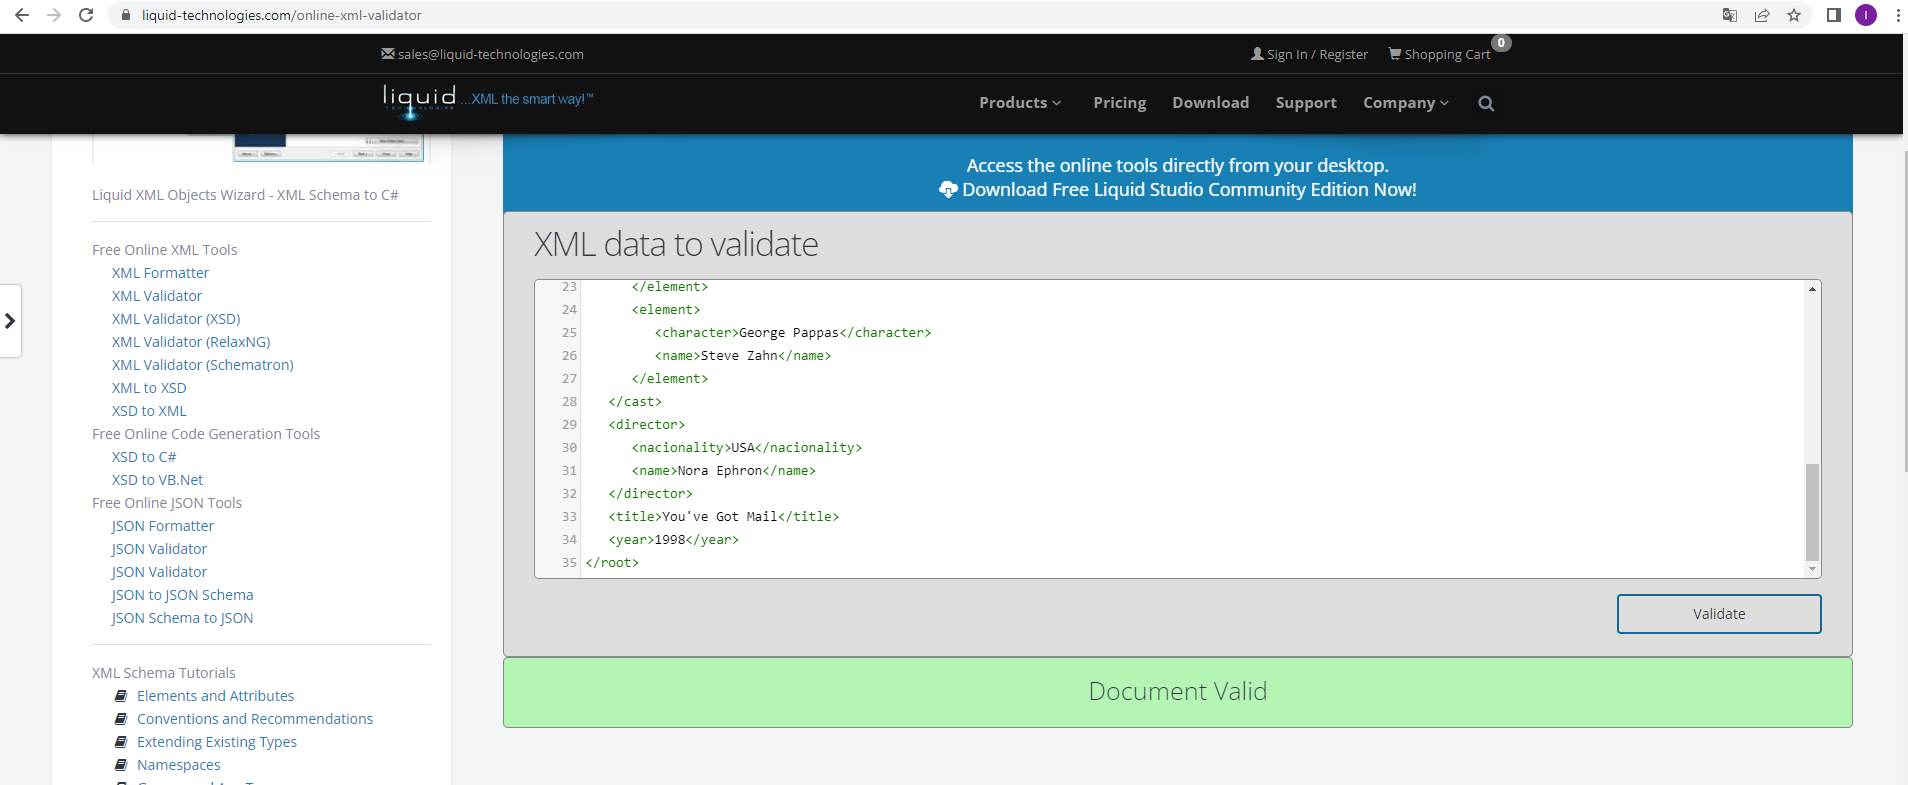 liquid-technologies.com/online-xml-validator
I
sales@liquid-technologies.com
Sign In / Register
Shopping Cart
0
liquid
...XML the smart way!™
Products
Pricing
Download
Support
Company
Liquid XML Objects Wizard - XML Schema to C#
Free Online XML Tools
XML Formatter
XML Validator
XML Validator (XSD)
XML Validator (RelaxNG)
XML Validator (Schematron)
XML to XSD
XSD to XML
Free Online Code Generation Tools
XSD to C#
XSD to VB.Net
Free Online JSON Tools
JSON Formatter
JSON Validator
JSON Validator
JSON to JSON Schema
JSON Schema to JSON
XML Schema Tutorials
Elements and Attributes
Conventions and Recommendations
Extending Existing Types
Namespaces
Access the online tools directly from your desktop.
Download Free Liquid Studio Community Edition Now!
XML data to validate
23 </element>
24 <element>
25 <character>George Pappas</character>
26 <name>Steve Zahn</name>
27 </element>
28 </cast>
29 <director>
30 <nacionality>USA</nacionality>
31 <name>Nora Ephron</name>
32 </director>
33 <title>You've Got Mail</title>
34 <year>1998</year>
35 </root>
Validate
Document Valid